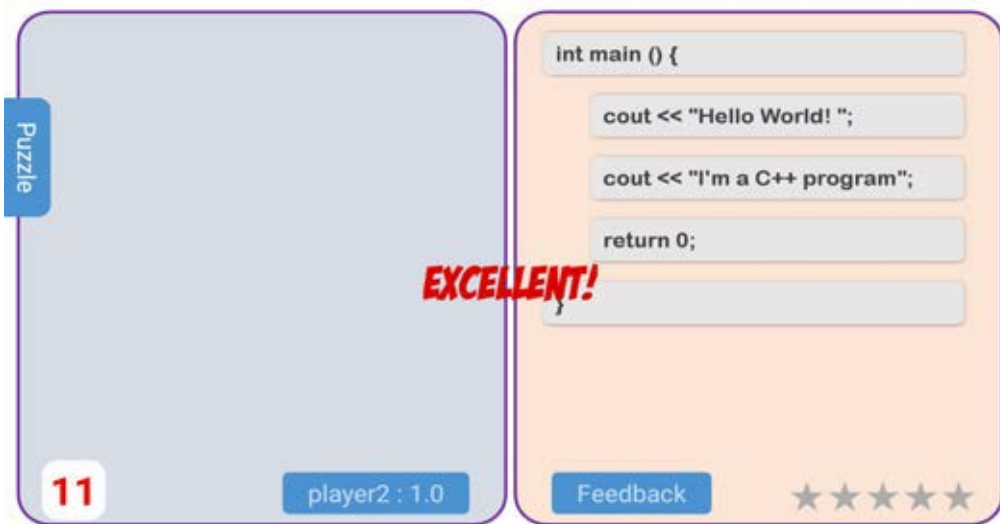 Puzzle
11
player2 : 1.0
int main () {
cout << "Hello World! ";
cout << "I'm a C++ program";
return 0;
}
EXCELLENT!
Feedback